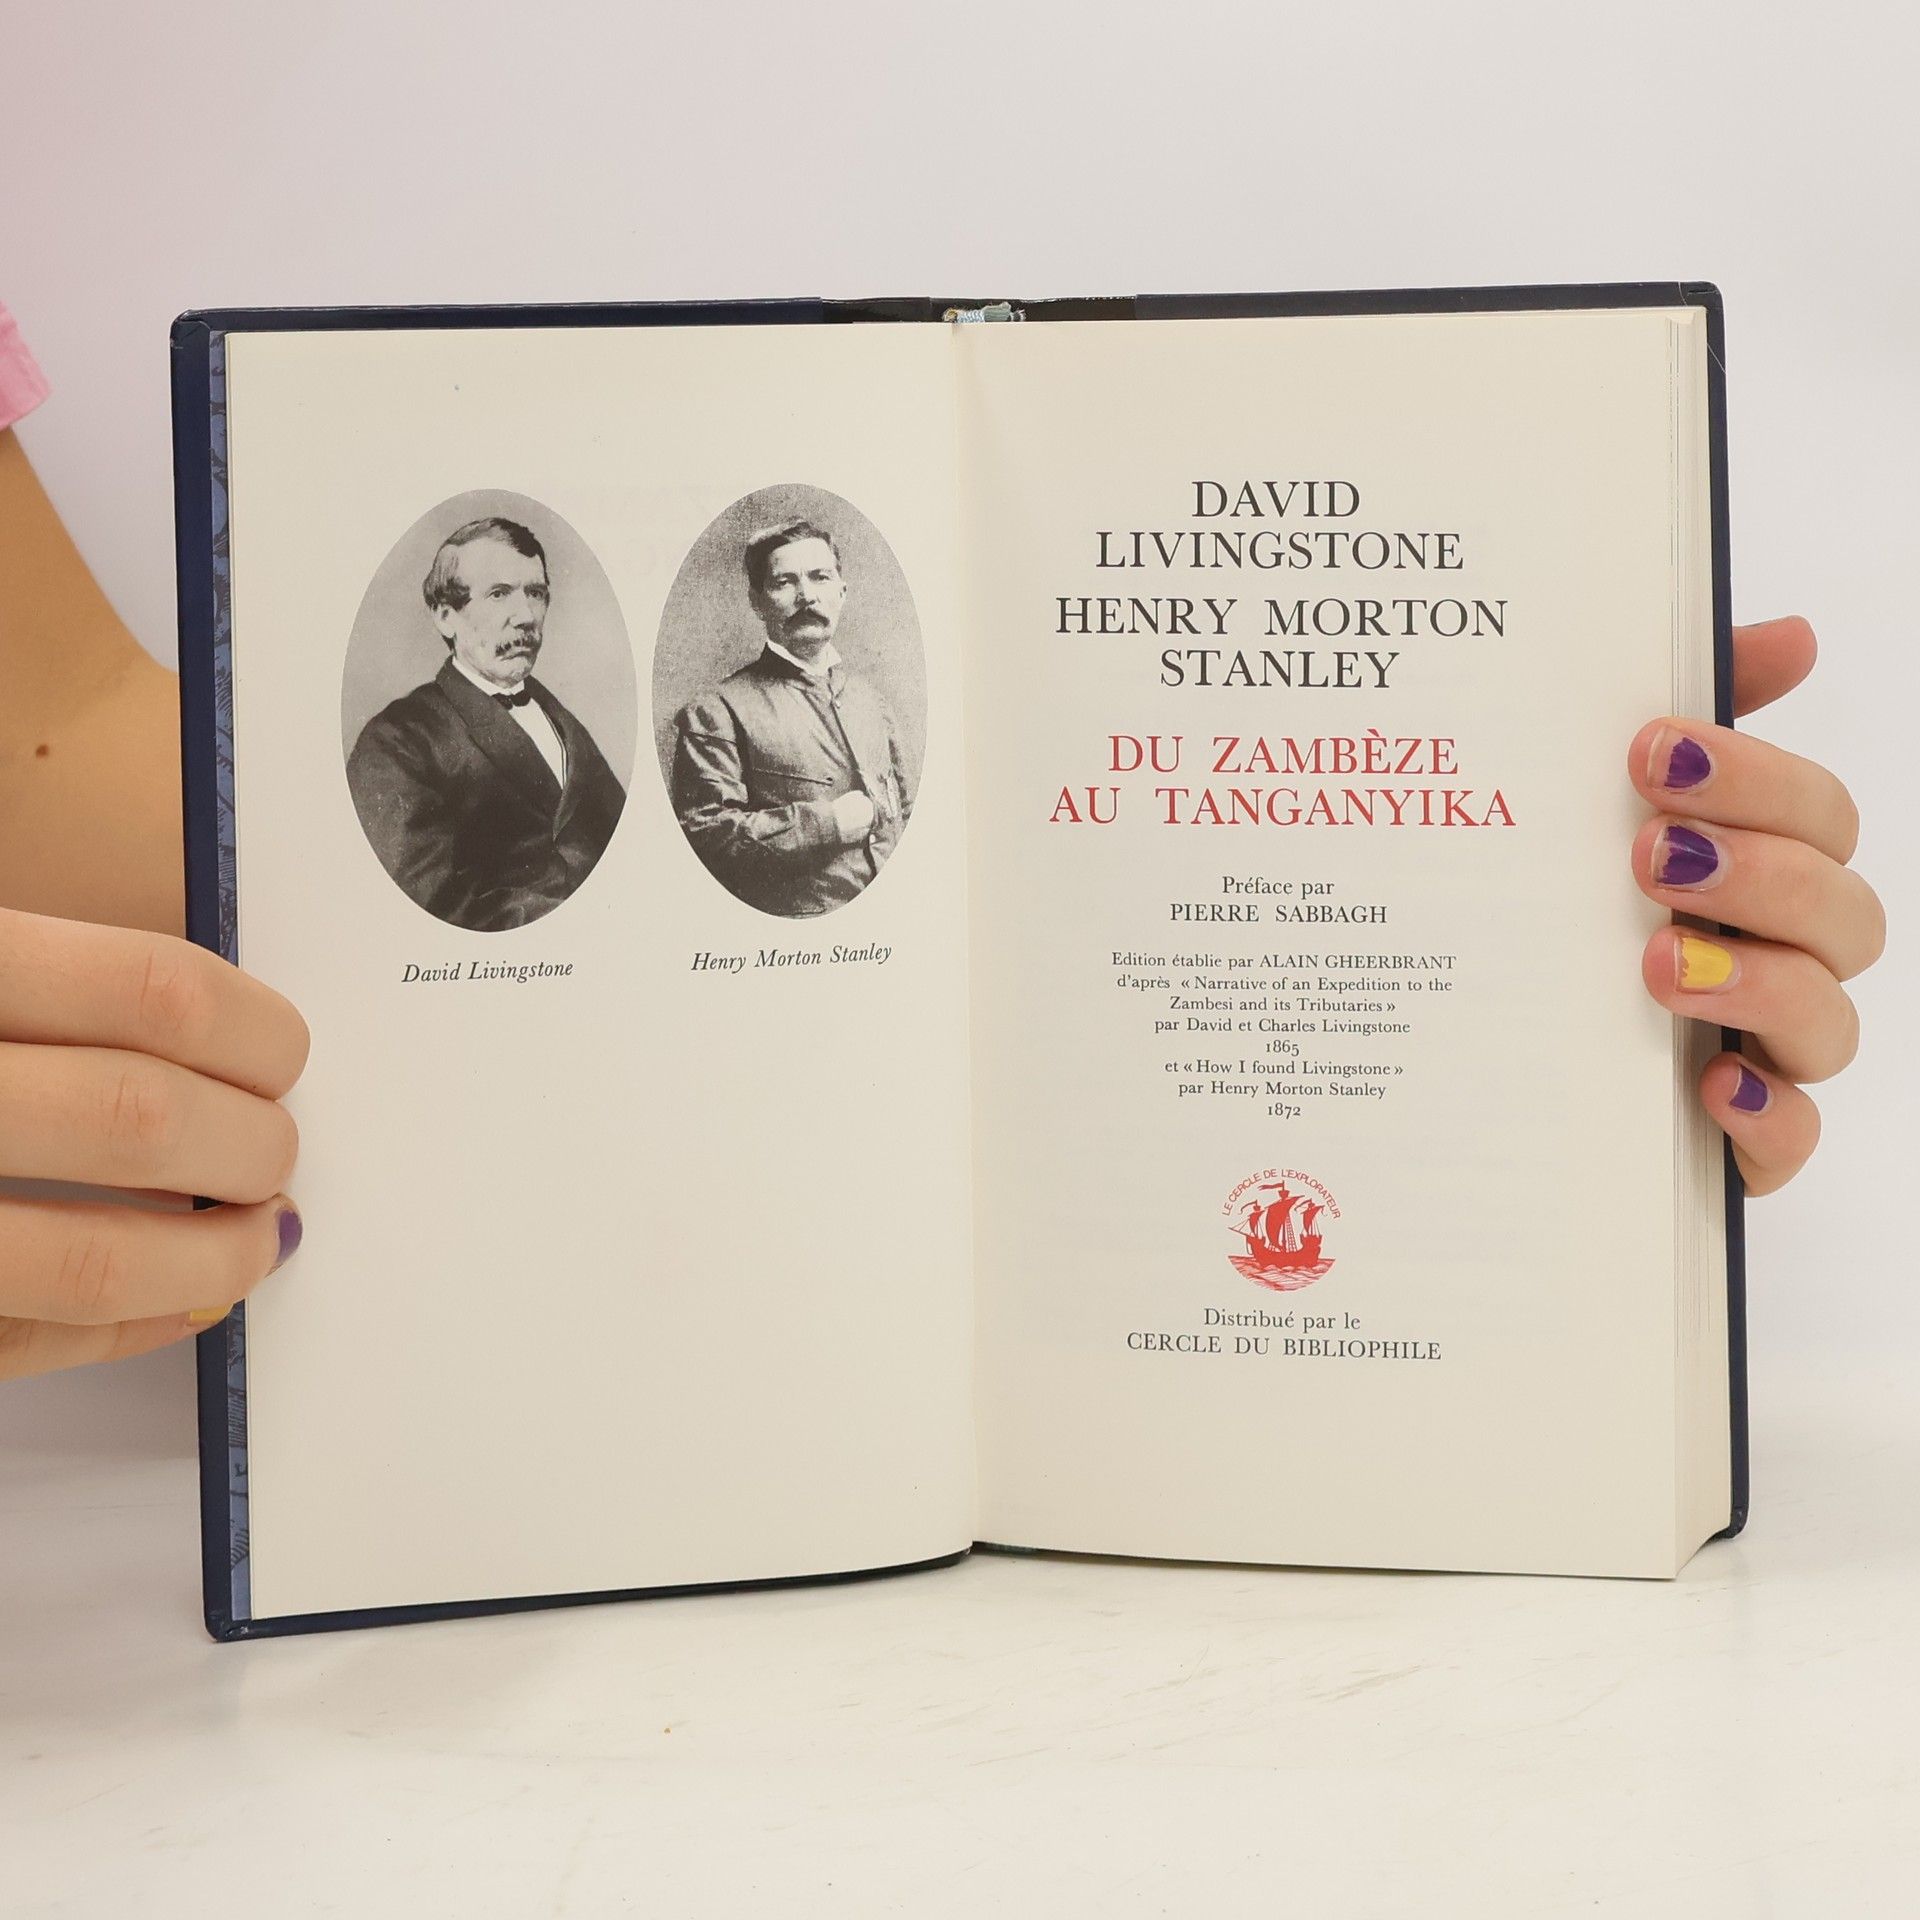 David Livingstone
Henry Morton Stanley
DAVID
LIVINGSTONE
HENRY MORTON
STANLEY
DU ZAMBÈZE
AU TANGANYIKA
Préface par
PIERRE SABBAGH
Edition établie par ALAIN GHEERBRANT
d'après « Narrative of an Expedition to the
Zambesi and its Tributaries »
par David et Charles Livingstone
1865
et « How I found Livingstone »
par Henry Morton Stanley
1872
LE CERCLE DE L'EXPLORATEUR
Distribué par le
CERCLE DU BIBLIOPHILE